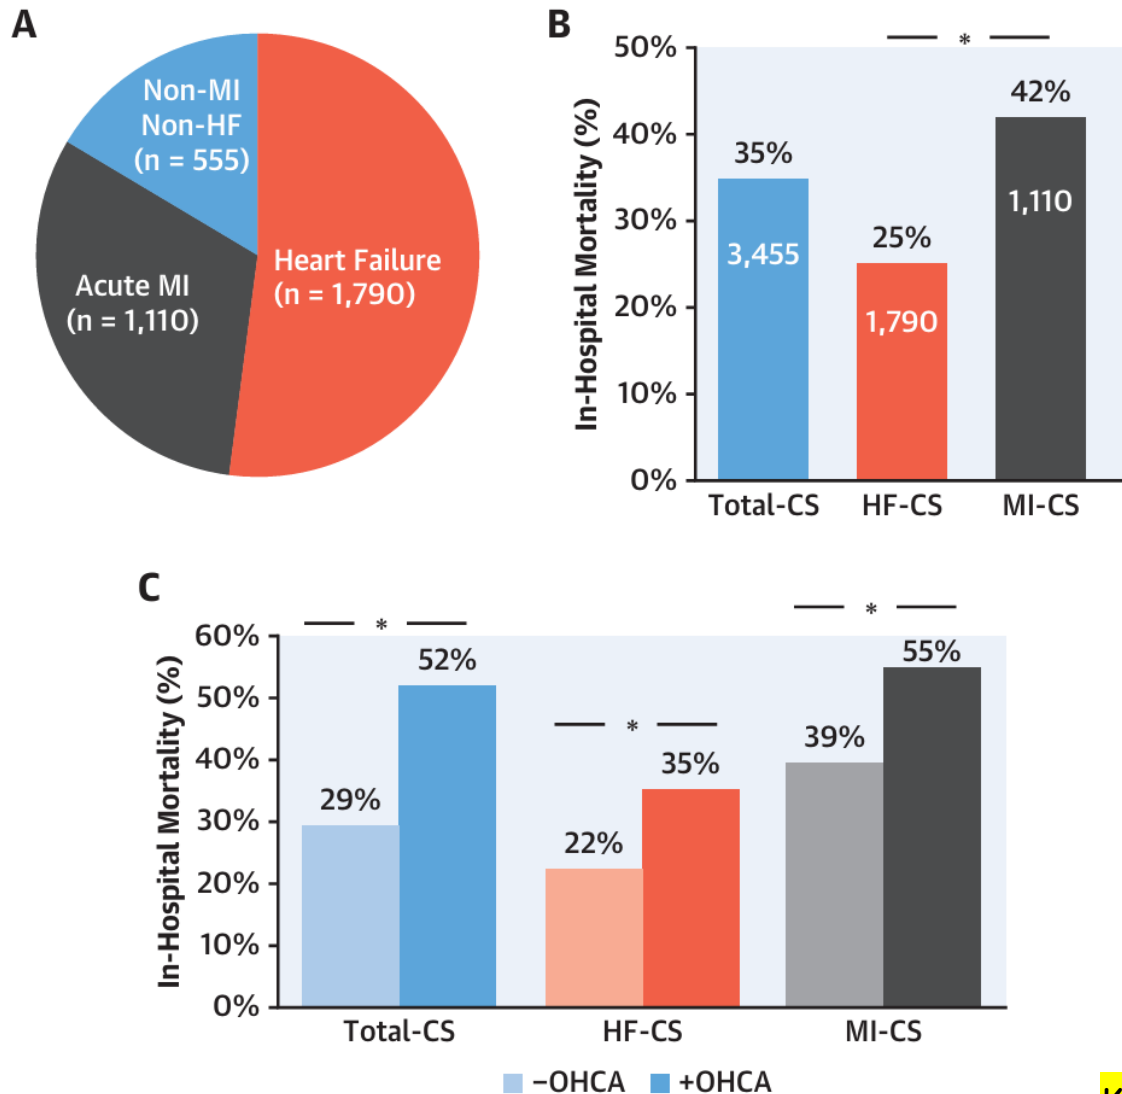 A
Non-MI
Non-HF
(n = 555)
Heart Failure
(n = 1,790)
Acute MI
(n = 1,110)
B
*
In-Hospital Mortality (%)
50%
40%
30%
20%
10%
0%
35%
3,455
25%
1,790
42%
1,110
Total-CS
HF-CS
MI-CS
C
*
*
*
In-Hospital Mortality (%)
60%
50%
40%
30%
20%
10%
0%
29%
52%
22%
35%
39%
55%
Total-CS
HF-CS
MI-CS
−OHCA
+OHCA